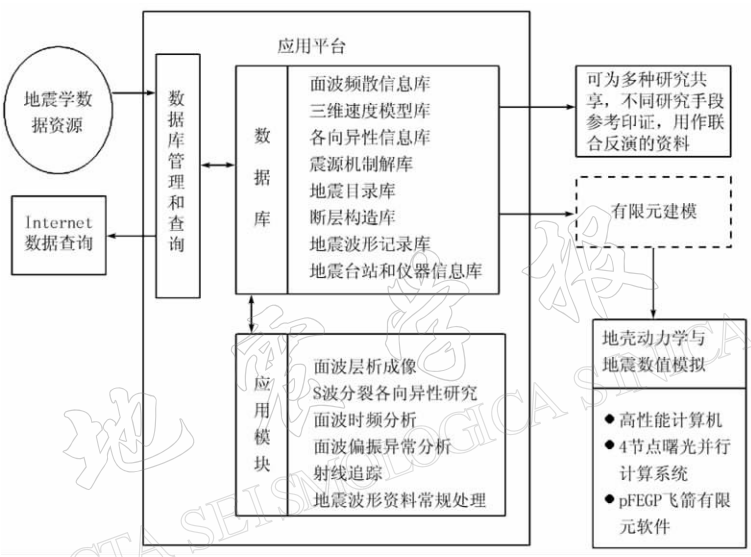 应用平台
地震学数
据资源
Internet
数据查询
数据库管理和查询
数据库
面波频散信息库
三维速度模型库
各向异性信息库
震源机制解库
地震目录库
断层构造库
地震波形记录库
地震台站和仪器信息库
应用模块
面波层析成像
S波分裂各向异性研究
面波时频分析
面波偏振异常分析
射线追踪
地震波形资料常规处理
可为多种研究共
享，不同研究手段
参考印证，用作联
合反演的资料
有限元建模
地壳动力学与
地震数值模拟
●高性能计算机
●4节点曙光并行
计算系统
●pFEGP飞箭有限
元软件
地震学报
ACTA SEISMOLOGICA SINICA